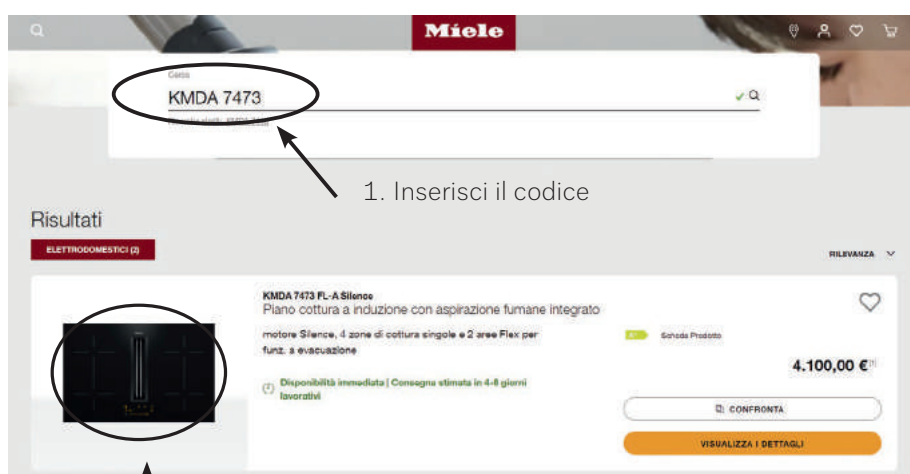 Miele
Cerca
KMDA 7473
1. Inserisci il codice
Risultati
ELETTRODOMESTICI (2)
RILEVANZA
KMDA 7473 FL-A Silence
Piano cottura a induzione con aspirazione fumane integrato
motore Silence, 4 zone di cottura singole e 2 aree Flex per
funz. a evacuazione
Scheda Prodotto
4.100,00 € [1]
Disponibilità immediata | Consegna stimata in 4-8 giorni
lavorativi
CONFRONTA
VISUALIZZA I DETTAGLI